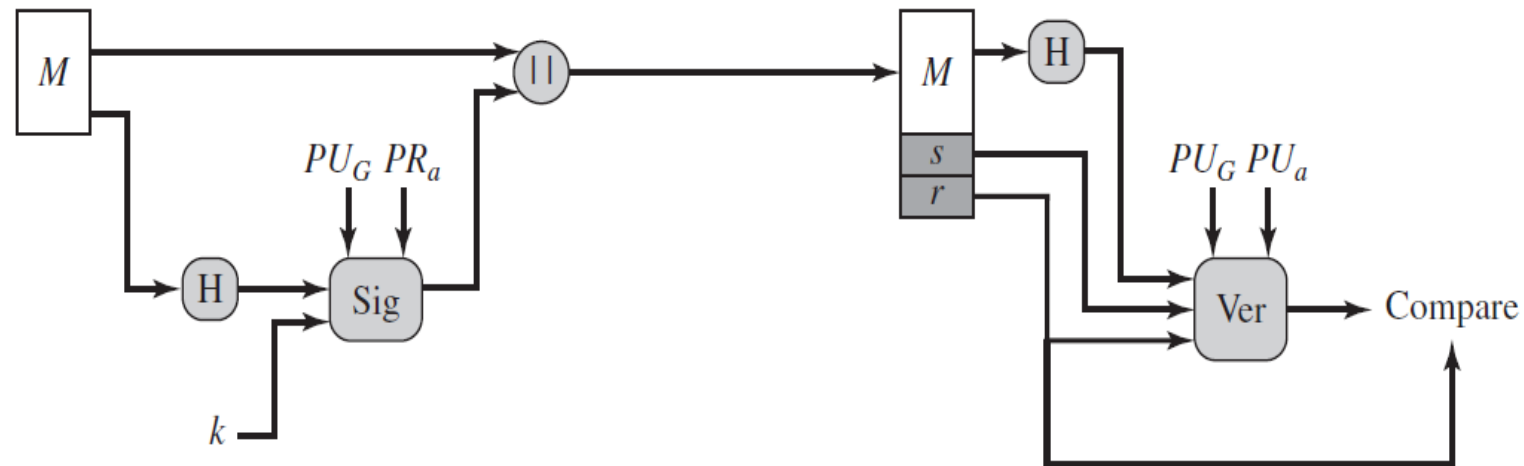 M
||
M
H
s
r
PU_G PR_a
PU_G PU_a
H
Sig
Ver
Compare
k